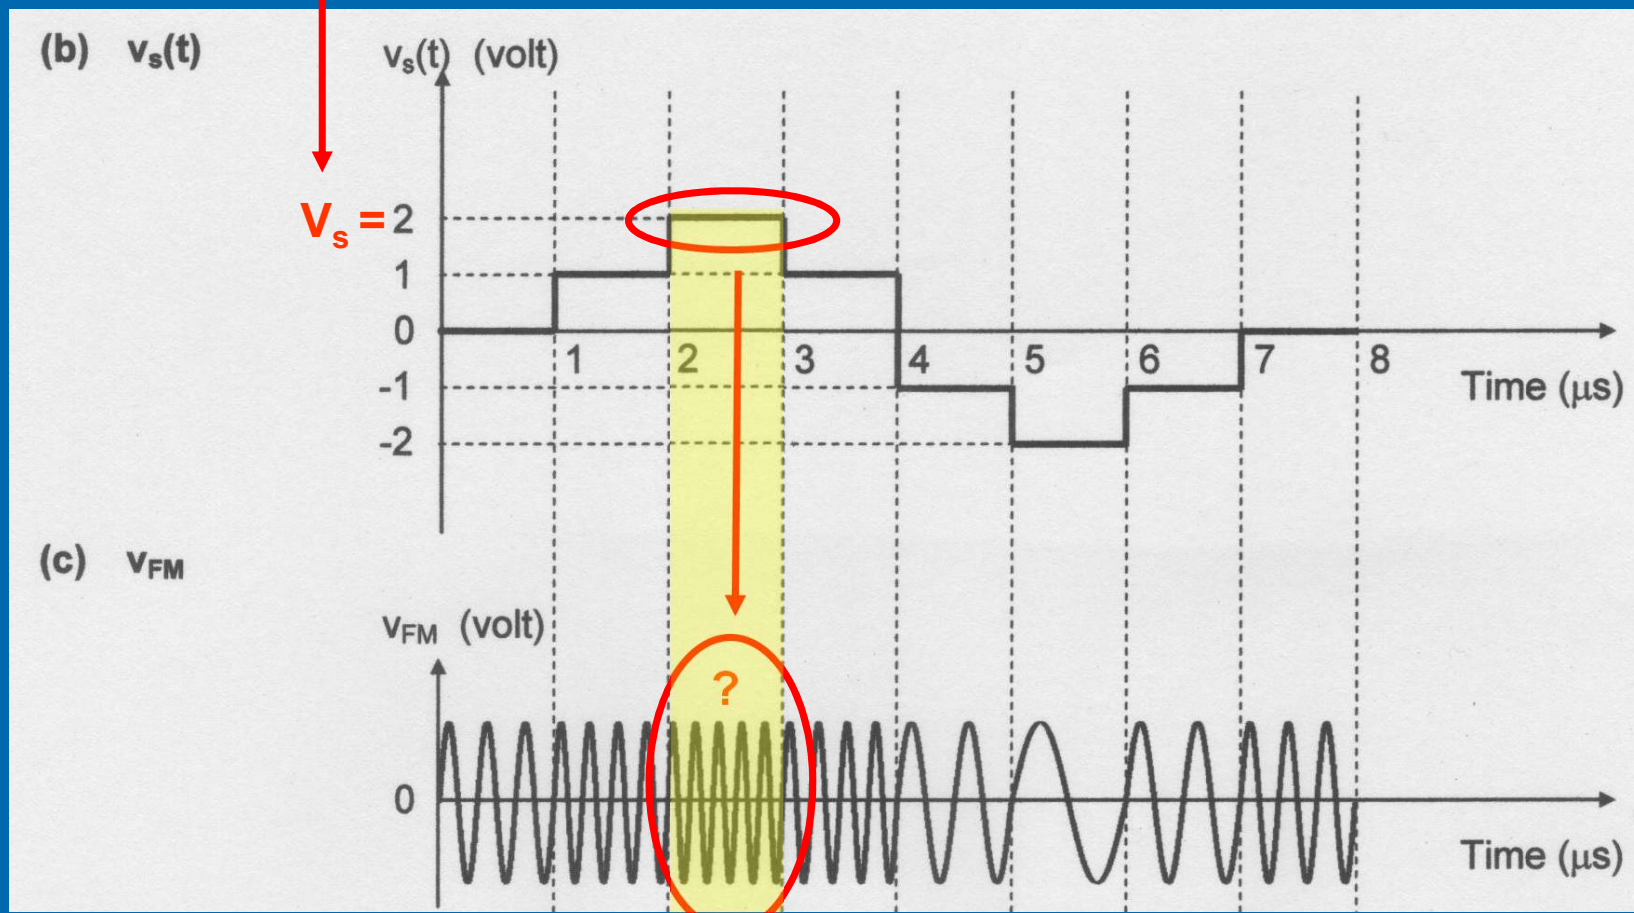 (b) vs(t)
vs(t) (volt)
Vs = 2
1
0
1 2 3 4 5 6 7 8
-1
Time (μs)
-2
(c) vFM
vFM (volt)
?
0
Time (μs)